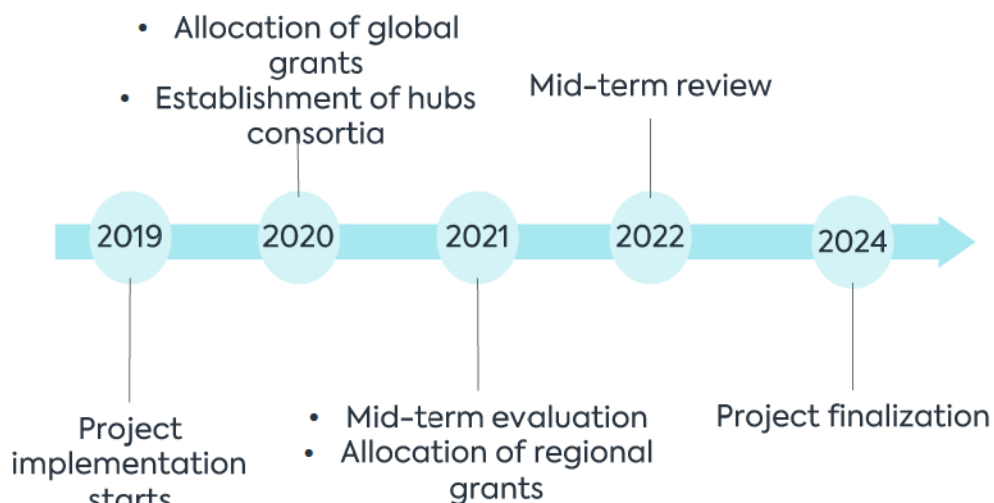 • Allocation of global
grants
• Establishment of hubs
consortia
Mid-term review
2019
2020
2021
2022
2024
Project
implementation
starts
• Mid-term evaluation
• Allocation of regional
grants
Project finalization